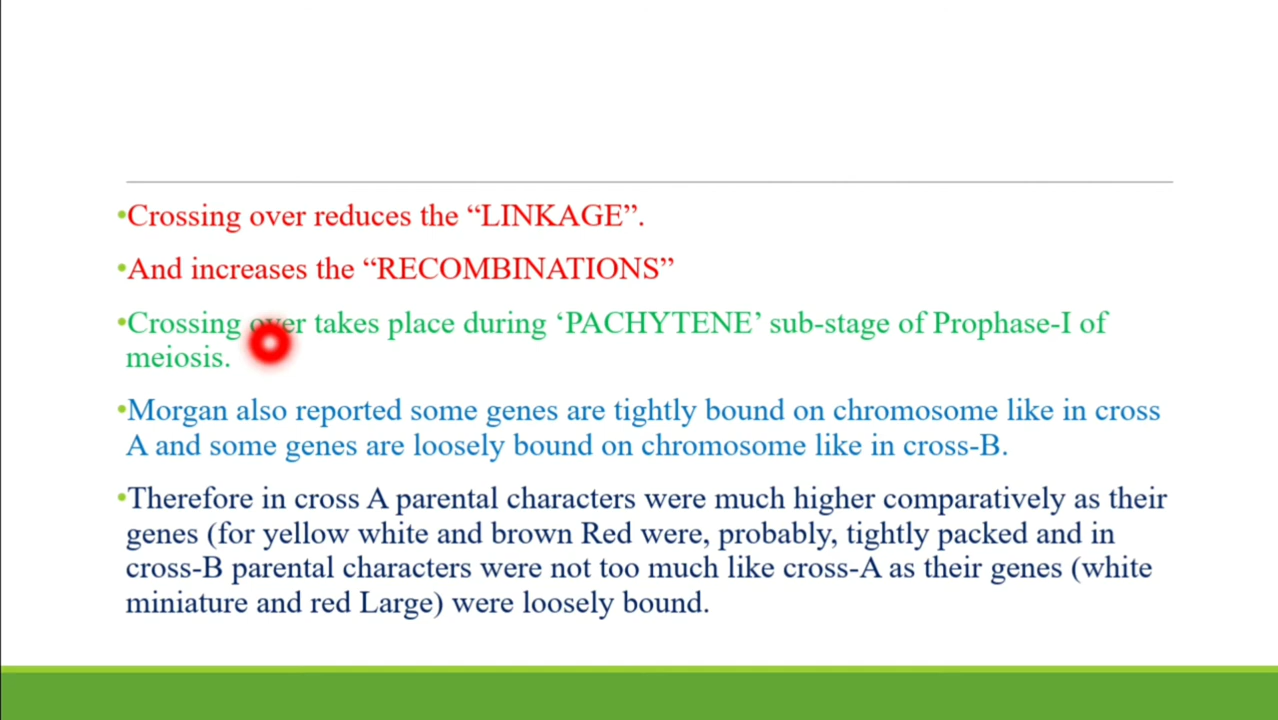 •Crossing over reduces the “LINKAGE”.
•And increases the “RECOMBINATIONS”
•Crossing over takes place during ‘PACHYTENE’ sub-stage of Prophase-I of
meiosis.
•Morgan also reported some genes are tightly bound on chromosome like in cross
A and some genes are loosely bound on chromosome like in cross-B.
•Therefore in cross A parental characters were much higher comparatively as their
genes (for yellow white and brown Red were, probably, tightly packed and in
cross-B parental characters were not too much like cross-A as their genes (white
miniature and red Large) were loosely bound.